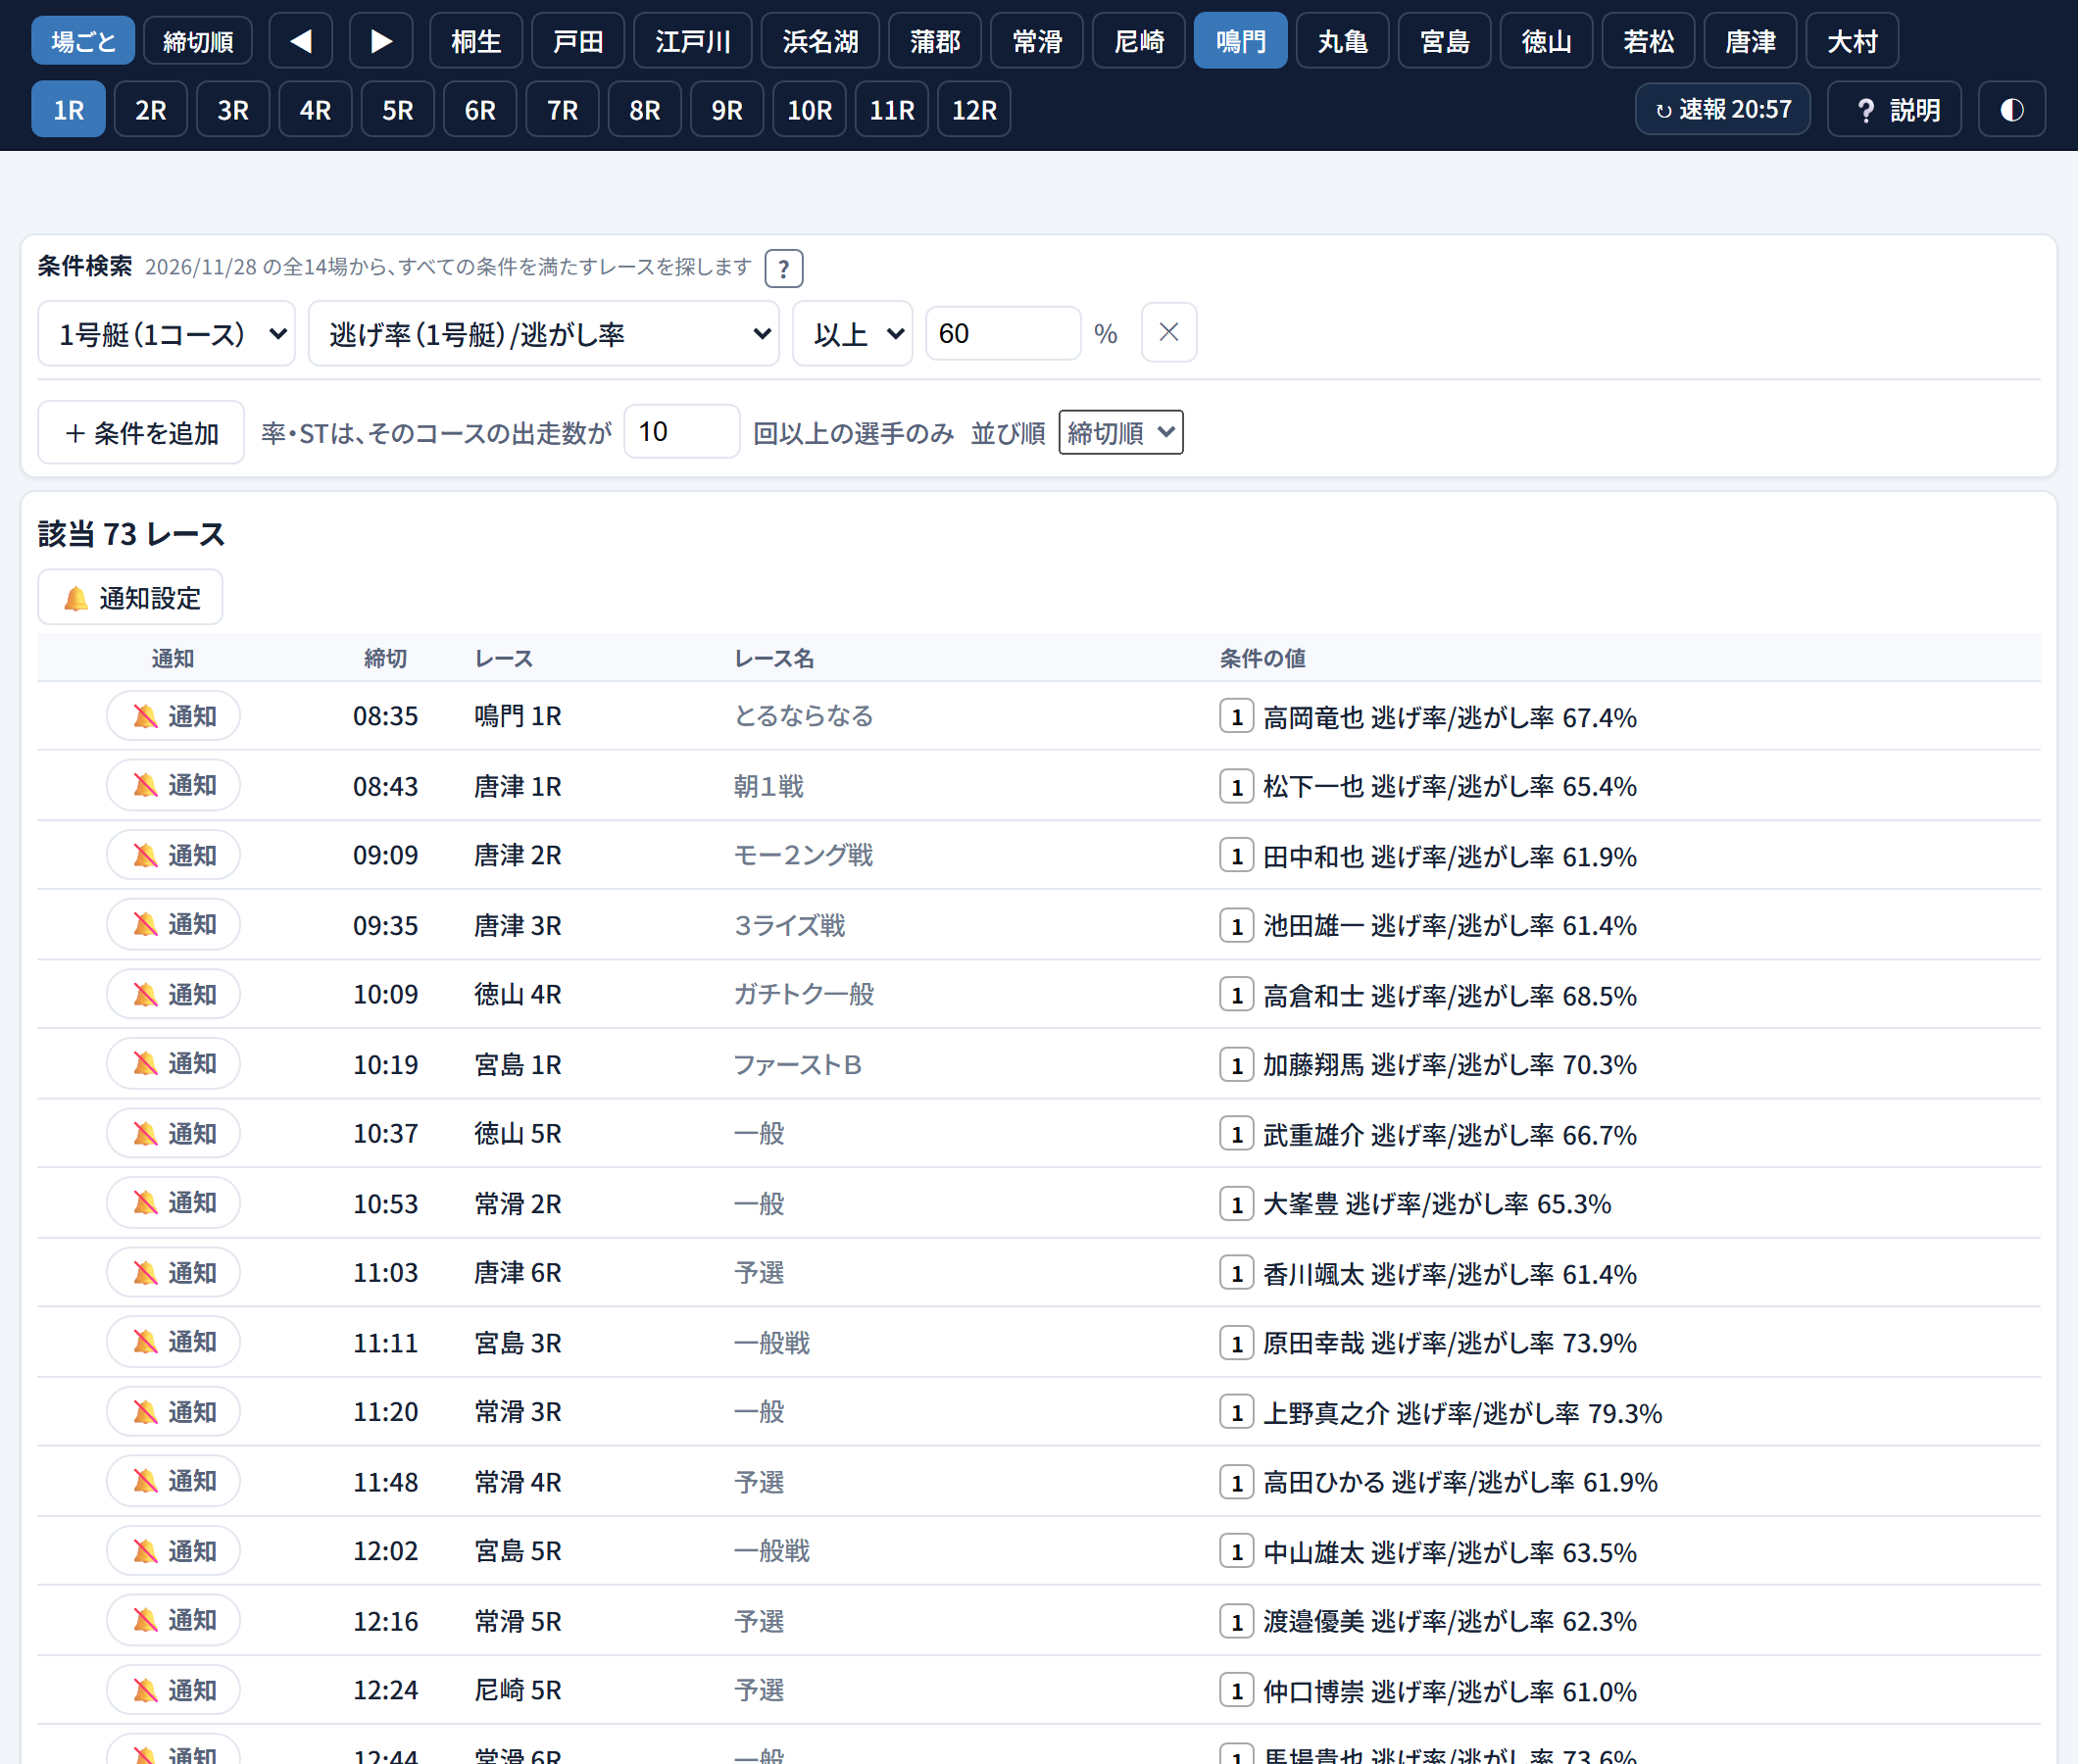 場ごと 締切順 ◀ ▶ 桐生 戸田 江戸川 浜名湖 蒲郡 常滑 尼崎 鳴門 丸亀 宮島 徳山 若松 唐津 大村
1R 2R 3R 4R 5R 6R 7R 8R 9R 10R 11R 12R ↻ 速報 20:57 ? 説明
条件検索 2026/11/28 の全14場から、すべての条件を満たすレースを探します ?
1号艇（1コース） 逃げ率（1号艇）/逃がし率 以上 60 % ×
＋ 条件を追加 率・STは、そのコースの出走数が 10 回以上の選手のみ 並び順 締切順
該当 73 レース
通知設定
通知 締切 レース レース名 条件の値
通知 08:35 鳴門 1R とるならなる 1 高岡竜也 逃げ率/逃がし率 67.4%
通知 08:43 唐津 1R 朝１戦 1 松下一也 逃げ率/逃がし率 65.4%
通知 09:09 唐津 2R モー２ング戦 1 田中和也 逃げ率/逃がし率 61.9%
通知 09:35 唐津 3R ３ライズ戦 1 池田雄一 逃げ率/逃がし率 61.4%
通知 10:09 徳山 4R ガチトク一般 1 高倉和士 逃げ率/逃がし率 68.5%
通知 10:19 宮島 1R ファーストＢ 1 加藤翔馬 逃げ率/逃がし率 70.3%
通知 10:37 徳山 5R 一般 1 武重雄介 逃げ率/逃がし率 66.7%
通知 10:53 常滑 2R 一般 1 大峯豊 逃げ率/逃がし率 65.3%
通知 11:03 唐津 6R 予選 1 香川颯太 逃げ率/逃がし率 61.4%
通知 11:11 宮島 3R 一般戦 1 原田幸哉 逃げ率/逃がし率 73.9%
通知 11:20 常滑 3R 一般 1 上野真之介 逃げ率/逃がし率 79.3%
通知 11:48 常滑 4R 予選 1 高田ひかる 逃げ率/逃がし率 61.9%
通知 12:02 宮島 5R 一般戦 1 中山雄太 逃げ率/逃がし率 63.5%
通知 12:16 常滑 5R 予選 1 渡邉優美 逃げ率/逃がし率 62.3%
通知 12:24 尼崎 5R 予選 1 仲口博崇 逃げ率/逃がし率 61.0%
通知 12:44 常滑 6R 一般 1 馬場貴也 逃げ率/逃がし率 73.6%